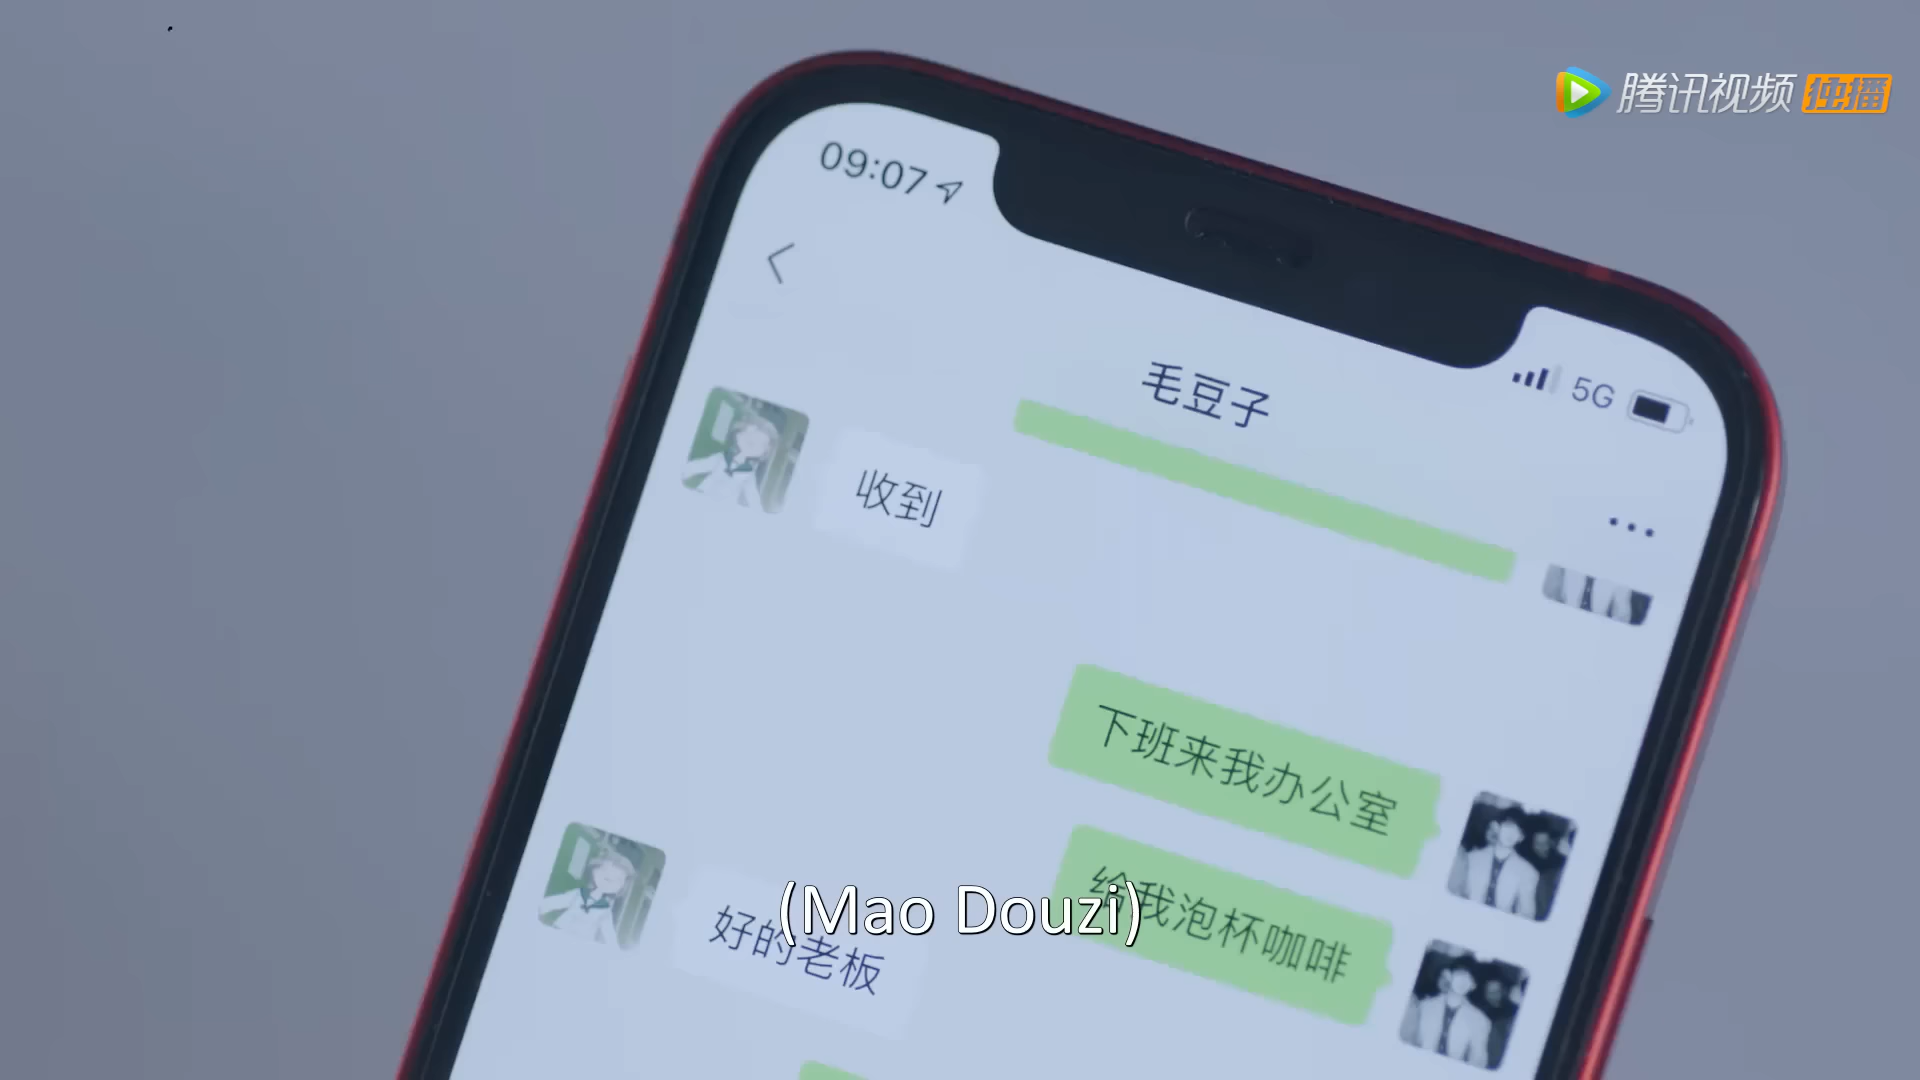 腾讯视频 独播
09:07
5G
毛豆子
收到
下班来我办公室
给我泡杯咖啡
好的老板
(Mao Douzi)